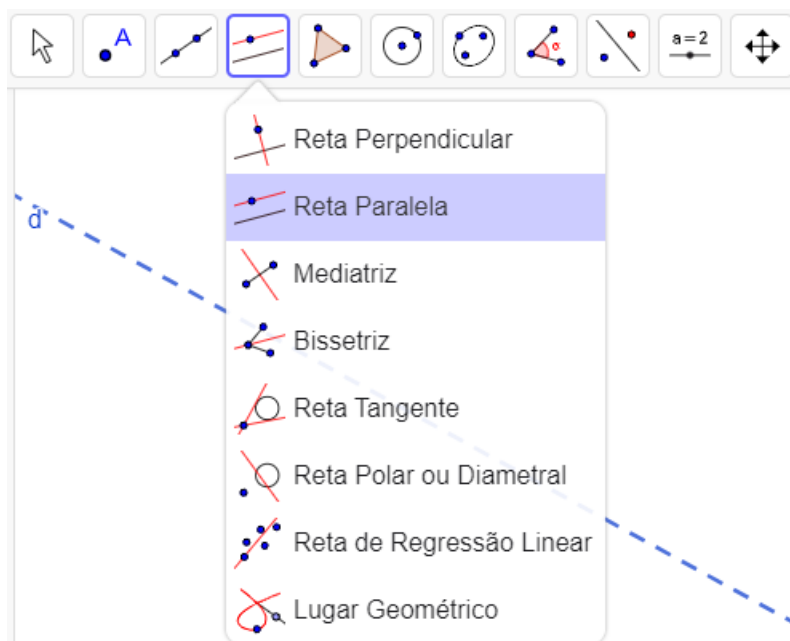 A
α
a=2
Reta Perpendicular
Reta Paralela
d
Mediatriz
Bissetriz
Reta Tangente
Reta Polar ou Diametral
Reta de Regressão Linear
Lugar Geométrico